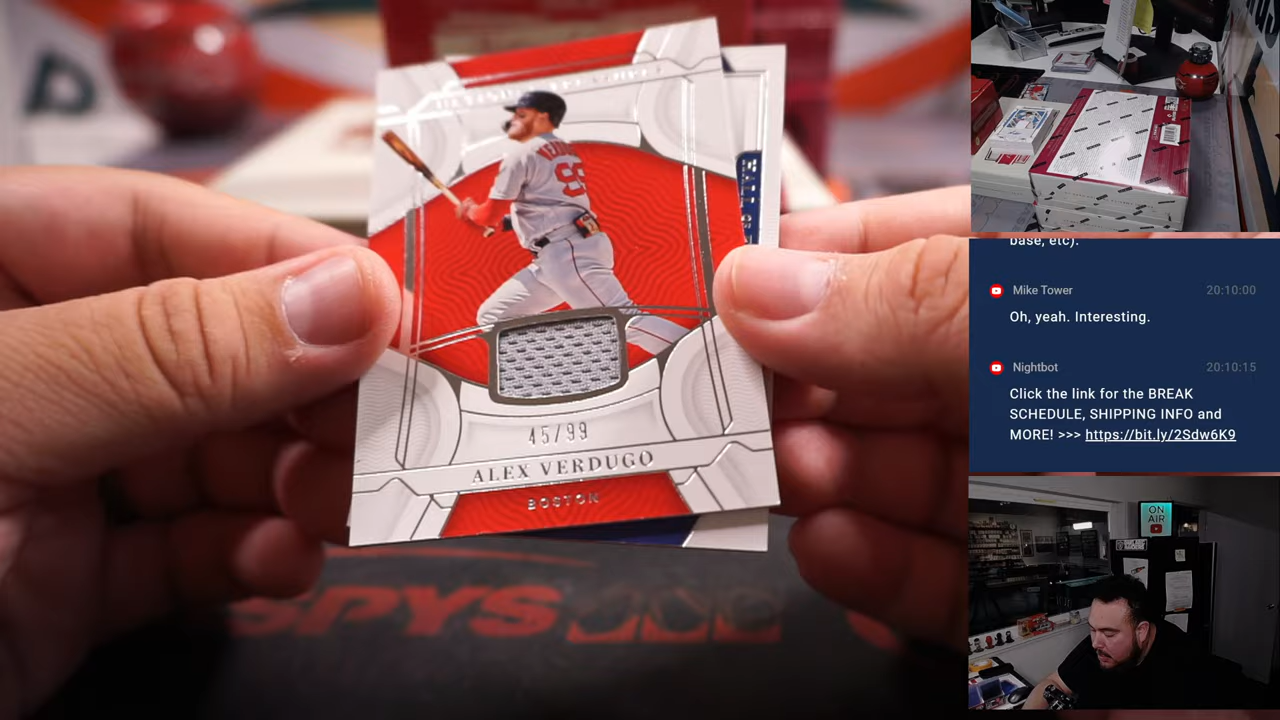 45/99
ALEX VERDUGO
BOSTON
SPYS
base, etc).
Mike Tower
20:10:00
Oh, yeah. Interesting.
Nightbot
20:10:15
Click the link for the BREAK
SCHEDULE, SHIPPING INFO and
MORE! >>> https://bit.ly/2Sdw6K9
ON
AIR